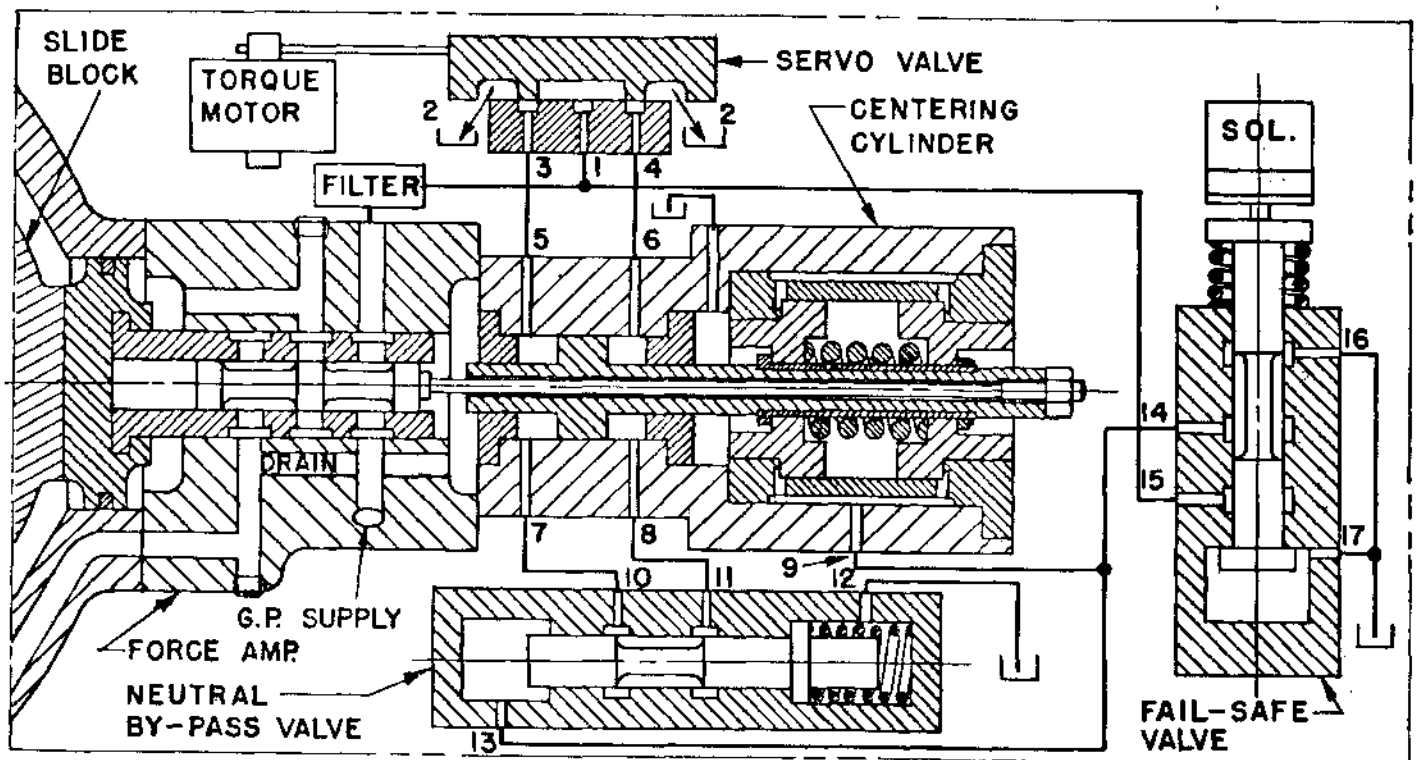 SLIDE
BLOCK
TORQUE
MOTOR
SERVO VALVE
CENTERING
CYLINDER
SOL.
2
2
3
1
4
FILTER
5
6
16
14
15
17
DRAIN
7
8
9
10
11
12
G.P. SUPPLY
FORCE AMP.
NEUTRAL
BY-PASS VALVE
13
FAIL-SAFE
VALVE